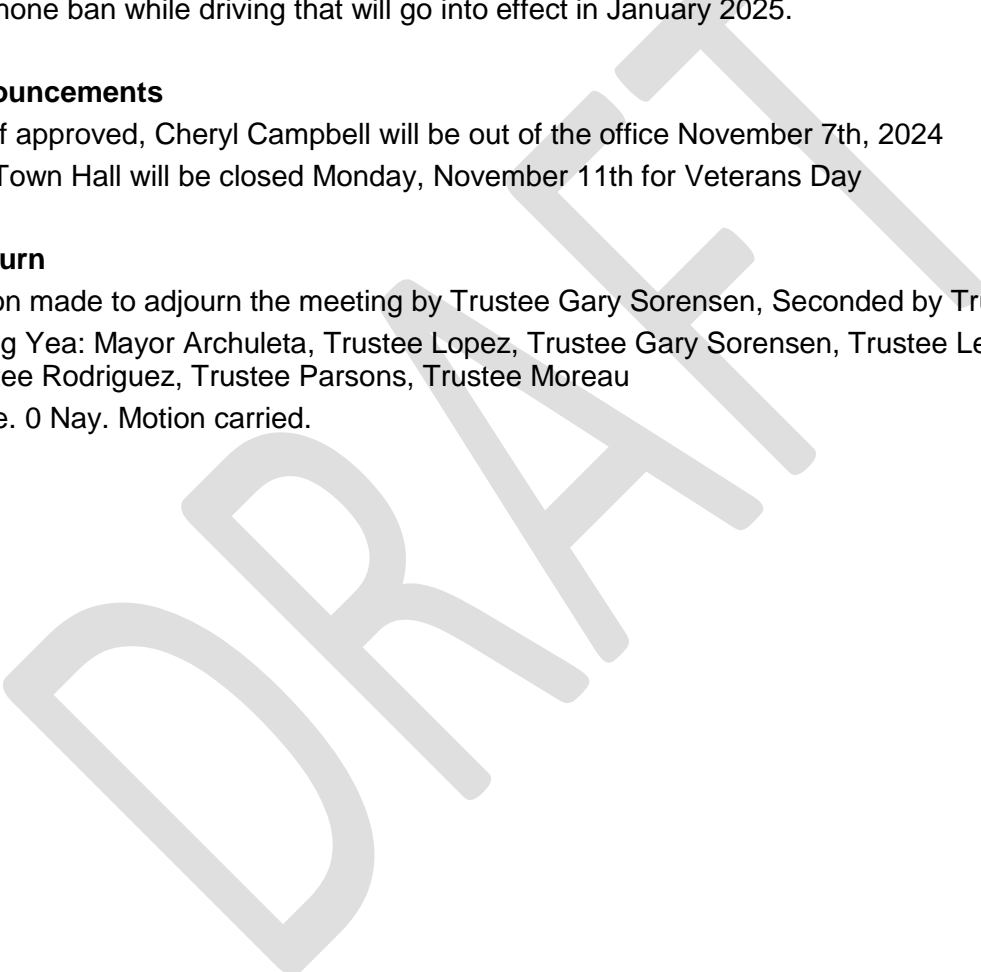 hone ban while driving that will go into effect in January 2025.
ouncements
f approved, Cheryl Campbell will be out of the office November 7th, 2024
Town Hall will be closed Monday, November 11th for Veterans Day
urn
on made to adjourn the meeting by Trustee Gary Sorensen, Seconded by Tru
g Yea: Mayor Archuleta, Trustee Lopez, Trustee Gary Sorensen, Trustee Le
tee Rodriguez, Trustee Parsons, Trustee Moreau
e. 0 Nay. Motion carried.
DRAFT